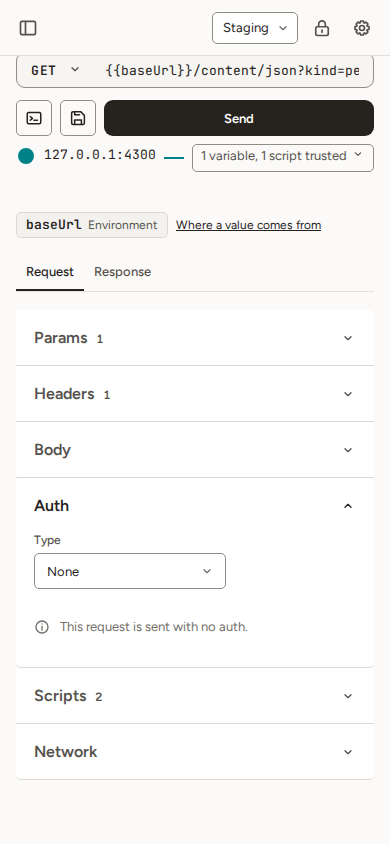 Staging
GET {{baseUrl}}/content/json?kind=pe
Send
127.0.0.1:4300 1 variable, 1 script trusted
baseUrl Environment Where a value comes from
Request Response
Params 1
Headers 1
Body
Auth
Type
None
This request is sent with no auth.
Scripts 2
Network